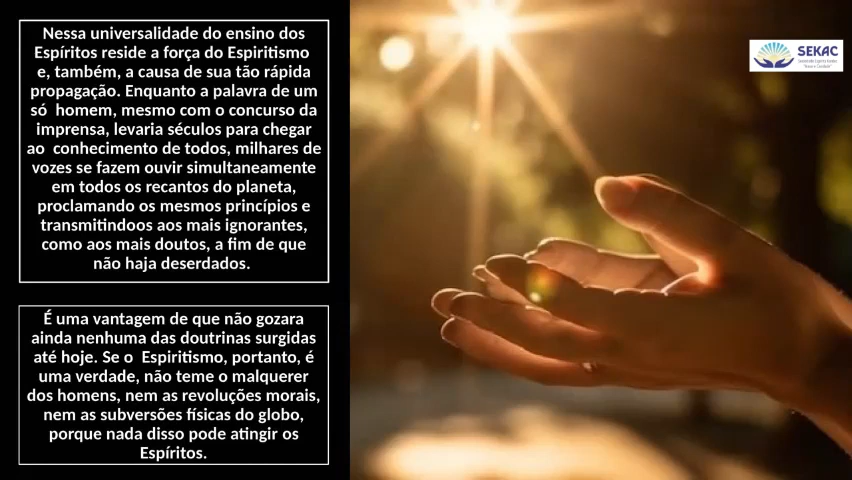 Nessa universalidade do ensino dos
Espíritos reside a força do Espiritismo
e, também, a causa de sua tão rápida
propagação. Enquanto a palavra de um
só homem, mesmo com o concurso da
imprensa, levaria séculos para chegar
ao conhecimento de todos, milhares de
vozes se fazem ouvir simultaneamente
em todos os recantos do planeta,
proclamando os mesmos princípios e
transmitindoos aos mais ignorantes,
como aos mais doutos, a fim de que
não haja deserdados.
É uma vantagem de que não gozara
ainda nenhuma das doutrinas surgidas
até hoje. Se o Espiritismo, portanto, é
uma verdade, não teme o malquerer
dos homens, nem as revoluções morais,
nem as subversões físicas do globo,
porque nada disso pode atingir os
Espíritos.
SEKAC